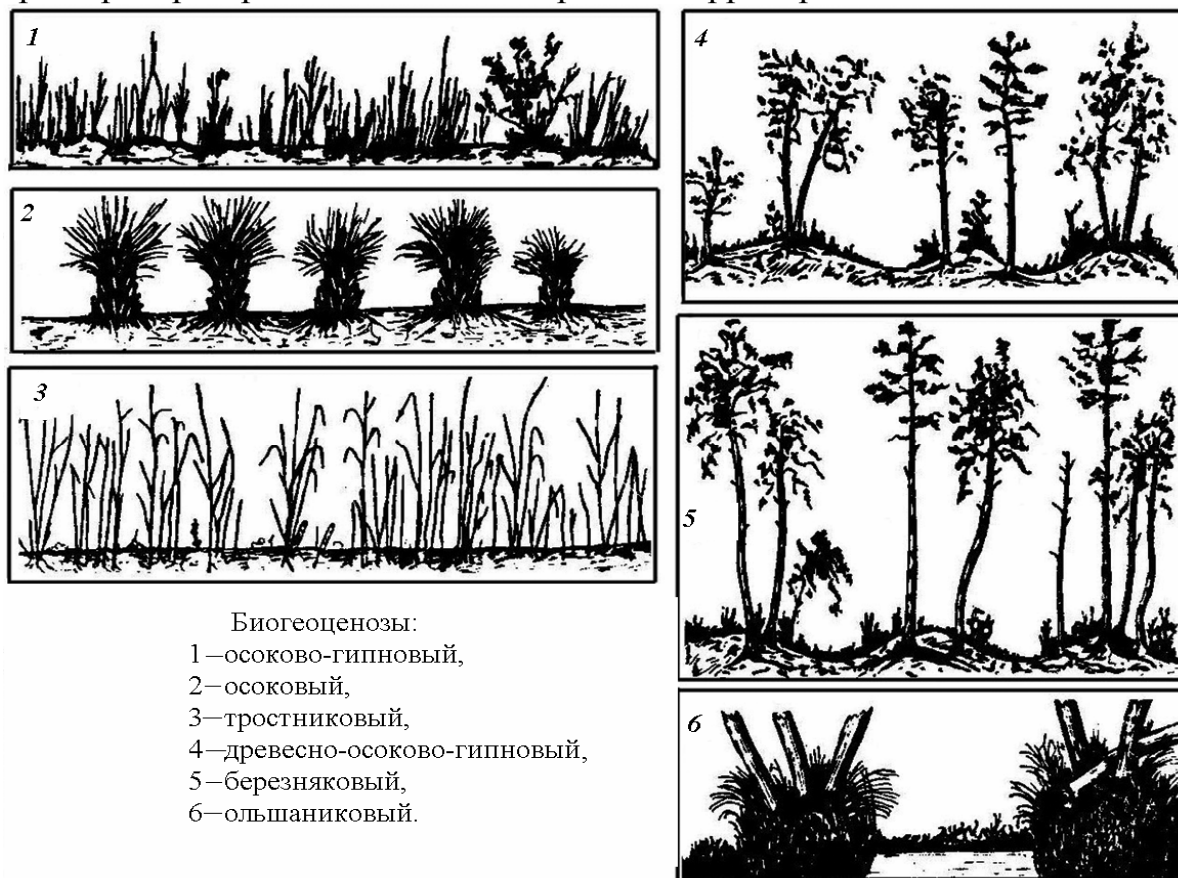 1
2
3
4
5
6
Биогеоценозы:
1–осоково-гипновый,
2–осоковый,
3–тростниковый,
4–древесно-осоково-гипновый,
5–березняковый,
6–ольшаниковый.